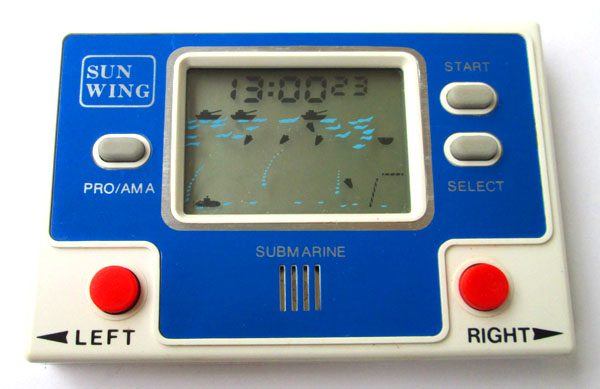 SUN
WING
START
13:00 23
PRO/AMA
SELECT
SUBMARINE
LEFT
RIGHT